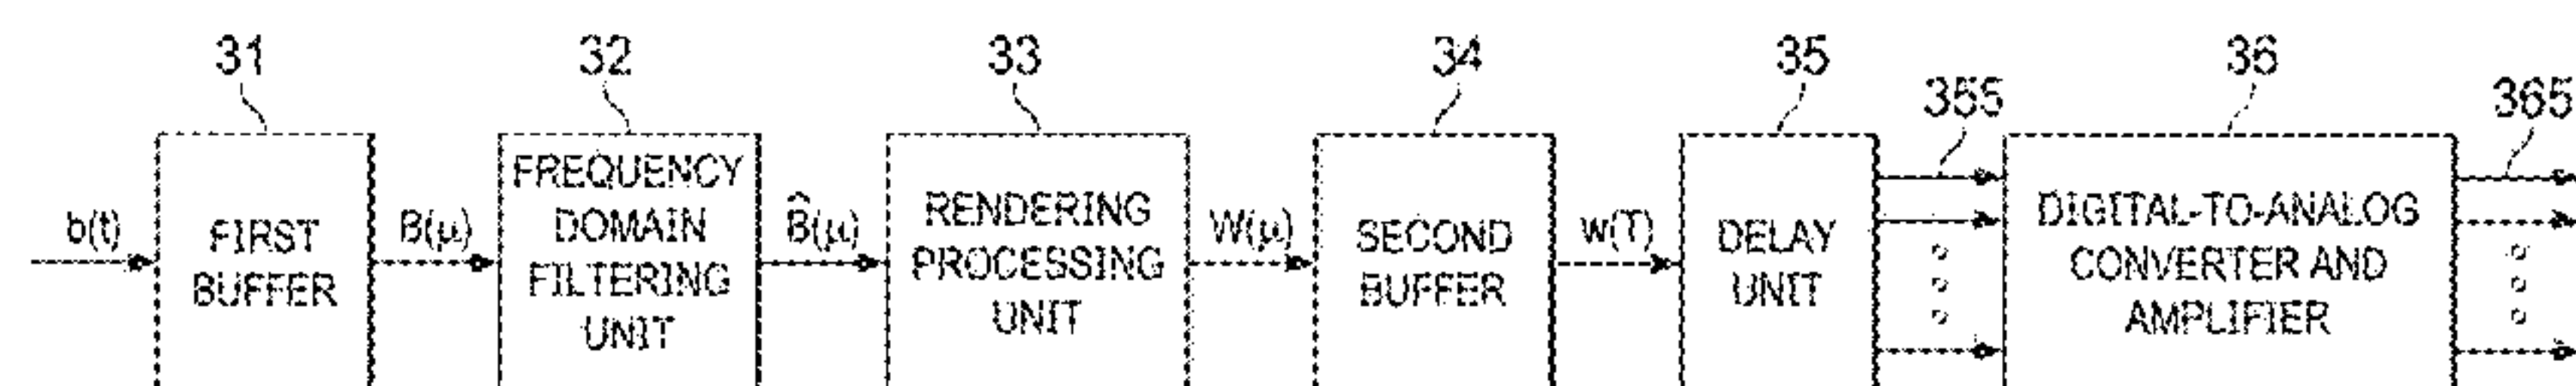 31
32
33
34
35
36
355
365
b(t)
FIRST
BUFFER
B(μ)
FREQUENCY
DOMAIN
FILTERING
UNIT
B̂(μ)
RENDERING
PROCESSING
UNIT
W(μ)
SECOND
BUFFER
w(T)
DELAY
UNIT
DIGITAL-TO-ANALOG
CONVERTER AND
AMPLIFIER